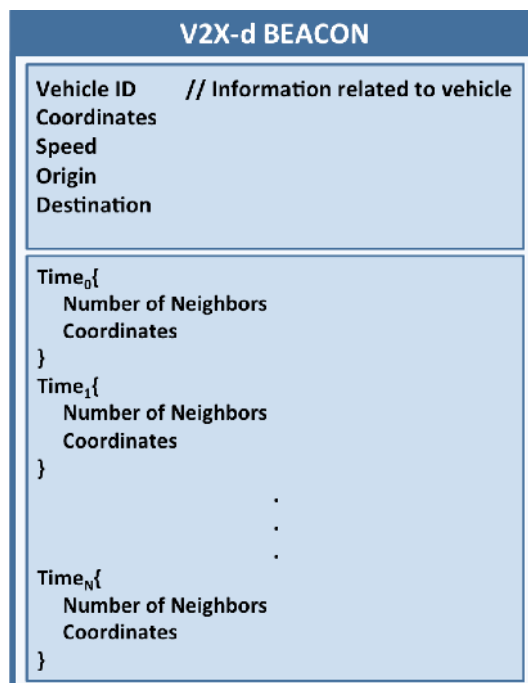 V2X-d BEACON
Vehicle ID // Information related to vehicle
Coordinates
Speed
Origin
Destination
Time₀{
Number of Neighbors
Coordinates
}
Time₁{
Number of Neighbors
Coordinates
}
.
.
.
Time_N{
Number of Neighbors
Coordinates
}